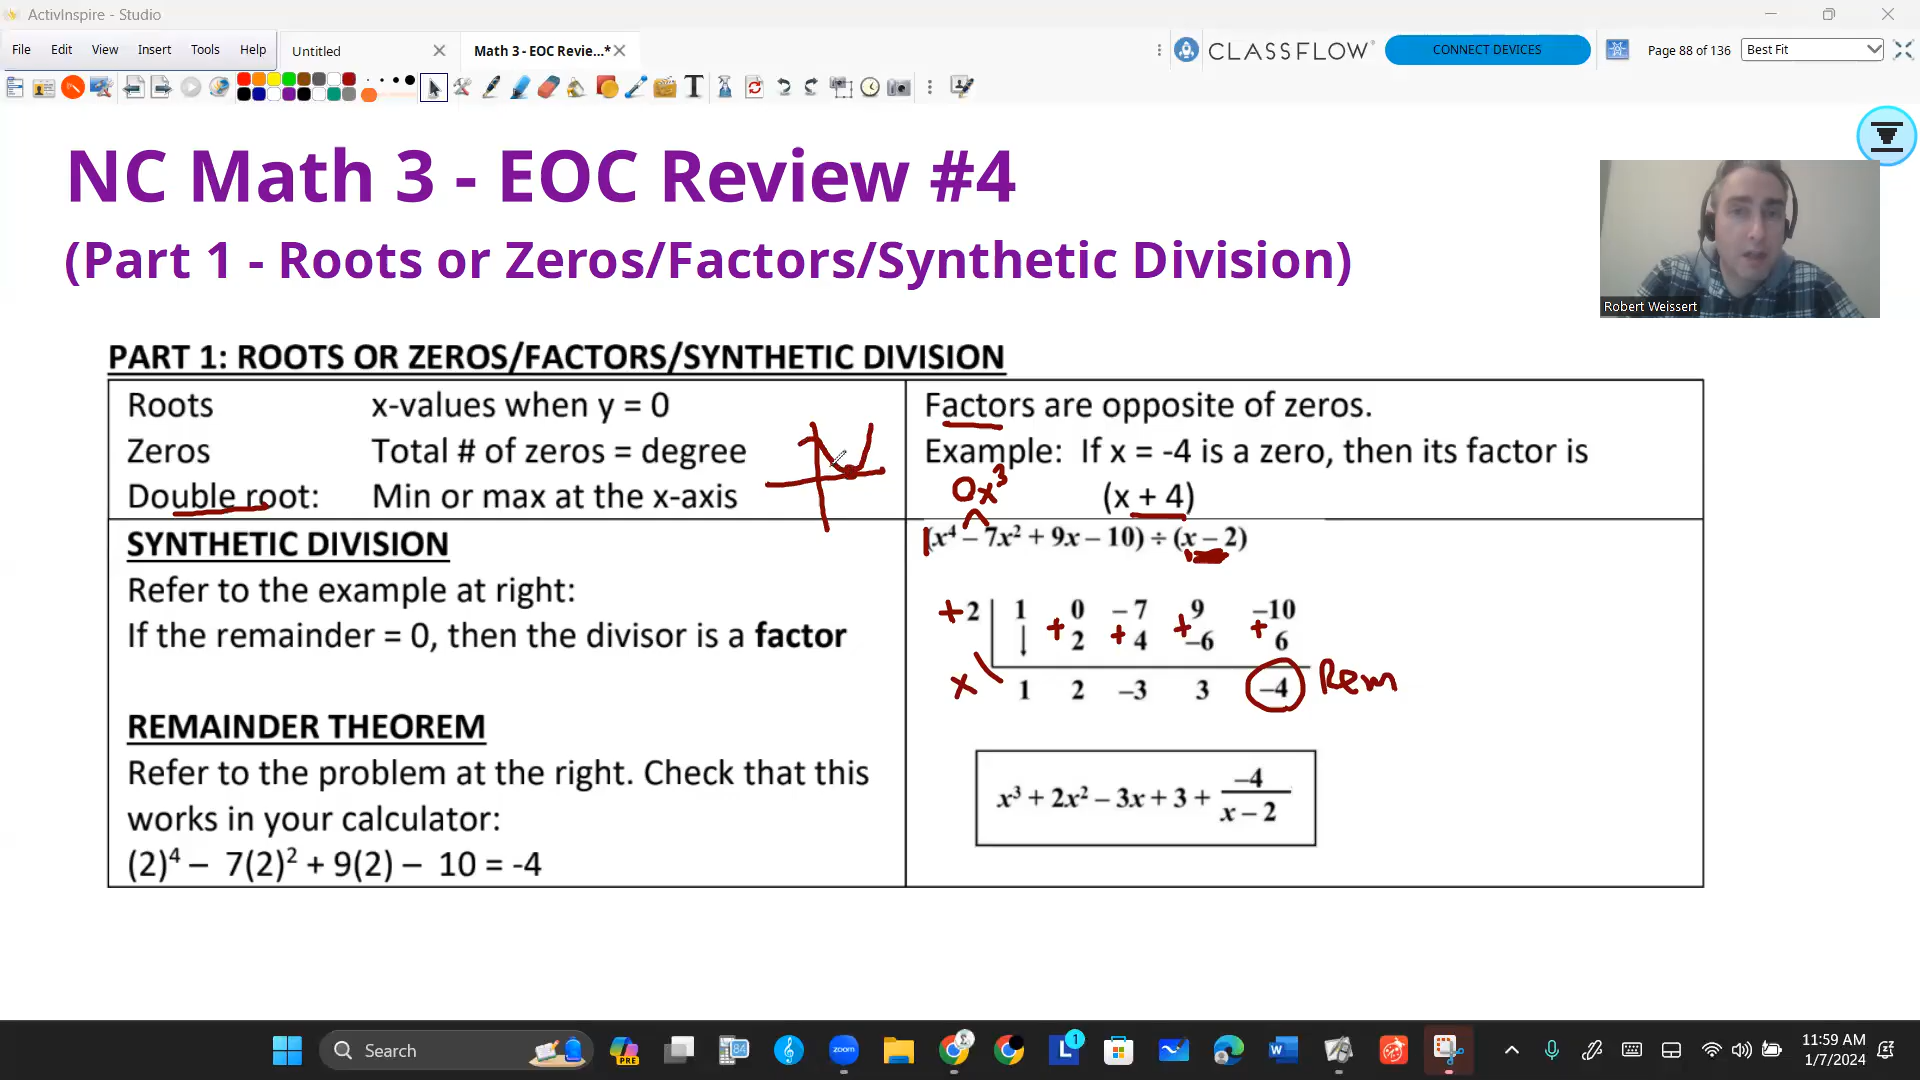 ActivInspire - Studio
File Edit View Insert Tools Help
Untitled
Math 3 - EOC Revie...*
CLASSFLOW
CONNECT DEVICES
Page 88 of 136
Best Fit
NC Math 3 - EOC Review #4
(Part 1 - Roots or Zeros/Factors/Synthetic Division)
Robert Weissert
PART 1: ROOTS OR ZEROS/FACTORS/SYNTHETIC DIVISION
Roots x-values when y = 0
Zeros Total # of zeros = degree
Double root: Min or max at the x-axis
Factors are opposite of zeros.
Example: If x = -4 is a zero, then its factor is
(x + 4)
0x³
SYNTHETIC DIVISION
Refer to the example at right:
If the remainder = 0, then the divisor is a factor
REMAINDER THEOREM
Refer to the problem at the right. Check that this
works in your calculator:
(2)⁴ – 7(2)² + 9(2) – 10 = -4
(x⁴ – 7x² + 9x – 10) ÷ (x – 2)
+2 | 1 0 –7 9 –10
+ 2 + 4 + –6 + 6
x 1 2 –3 3 –4 Rem
x³ + 2x² – 3x + 3 + –4
x – 2
Search
PRE
84
zoom
L
1
W
11:59 AM
1/7/2024